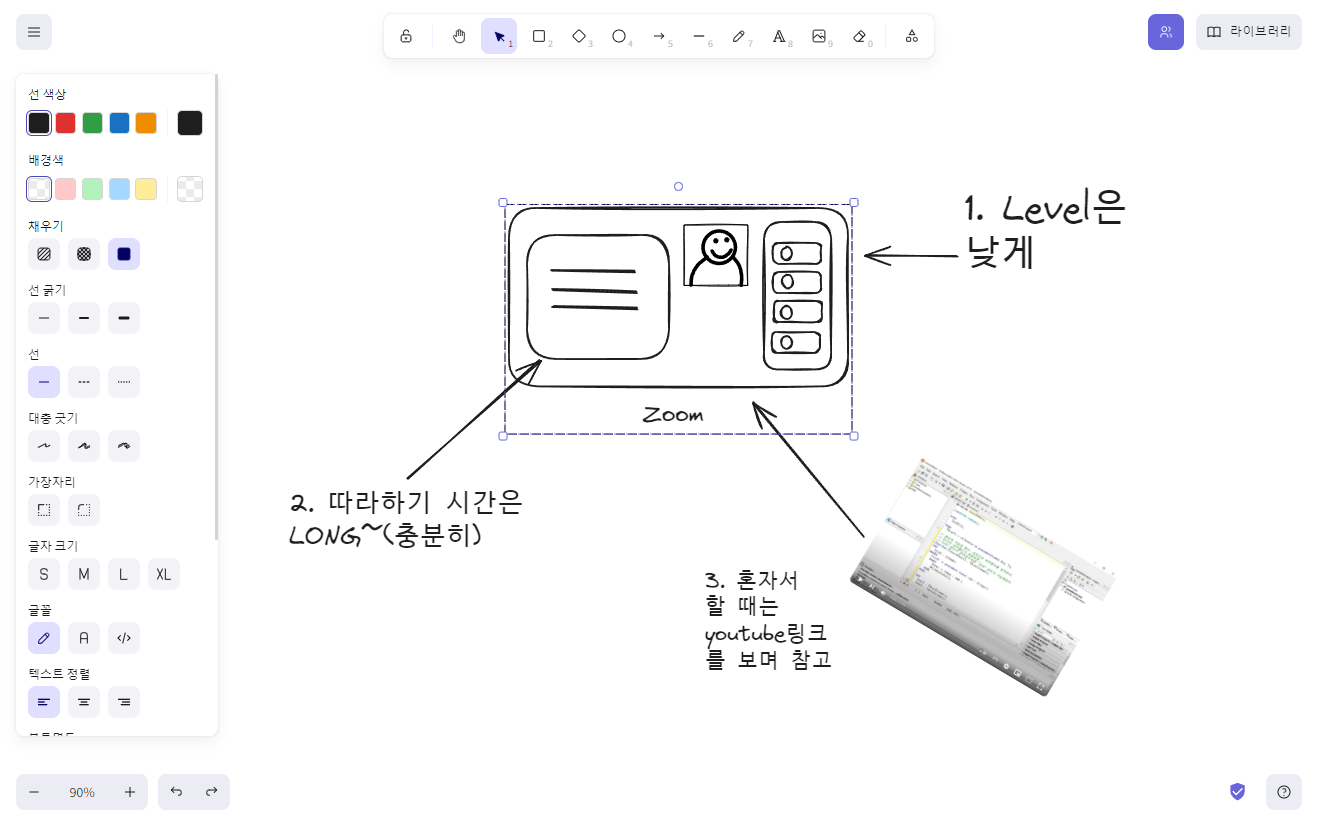 1
2
3
4
5
6
7
8
9
0
라이브러리
선 색상
배경색
채우기
선 굵기
선
대충 긋기
가장자리
글자 크기
S M L XL
글꼴
텍스트 정렬
90%
1. Level은
낮게
Zoom
2. 따라하기 시간은
LONG~(충분히)
3. 혼자서
할 때는
youtube링크
를 보며 참고